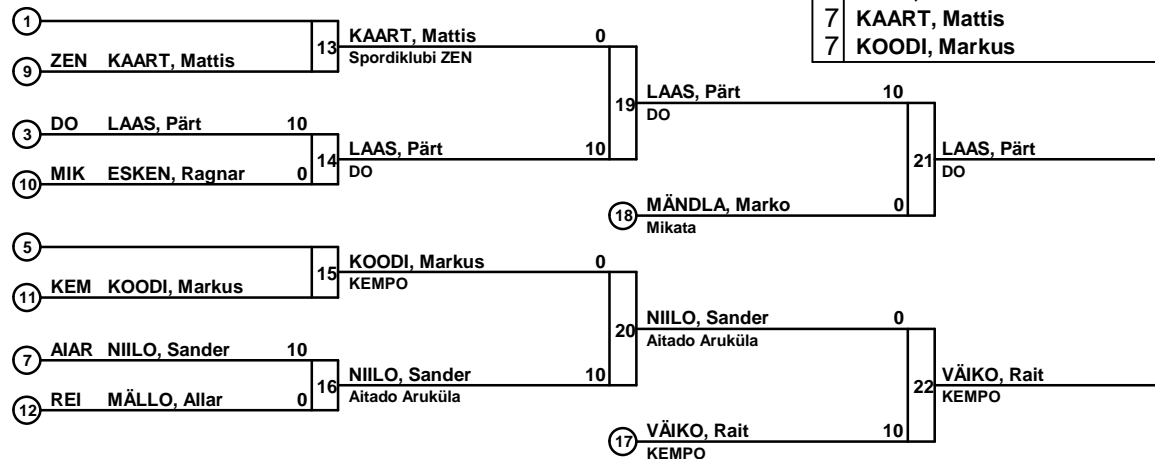 7 KAART, Mattis
7 KOODI, Markus
1
9 ZEN KAART, Mattis
13 KAART, Mattis 0
Spordiklubi ZEN
3 DO LAAS, Pärt 10
10 MIK ESKEN, Ragnar 0
14 LAAS, Pärt 10
DO
19 LAAS, Pärt 10
DO
18 MÄNDLA, Marko 0
Mikata
21 LAAS, Pärt
DO
5
11 KEM KOODI, Markus
15 KOODI, Markus 0
KEMPO
7 AIAR NIILO, Sander 10
12 REI MÄLLO, Allar 0
16 NIILO, Sander 10
Aitado Aruküla
20 NIILO, Sander 0
Aitado Aruküla
17 VÄIKO, Rait 10
KEMPO
22 VÄIKO, Rait
KEMPO